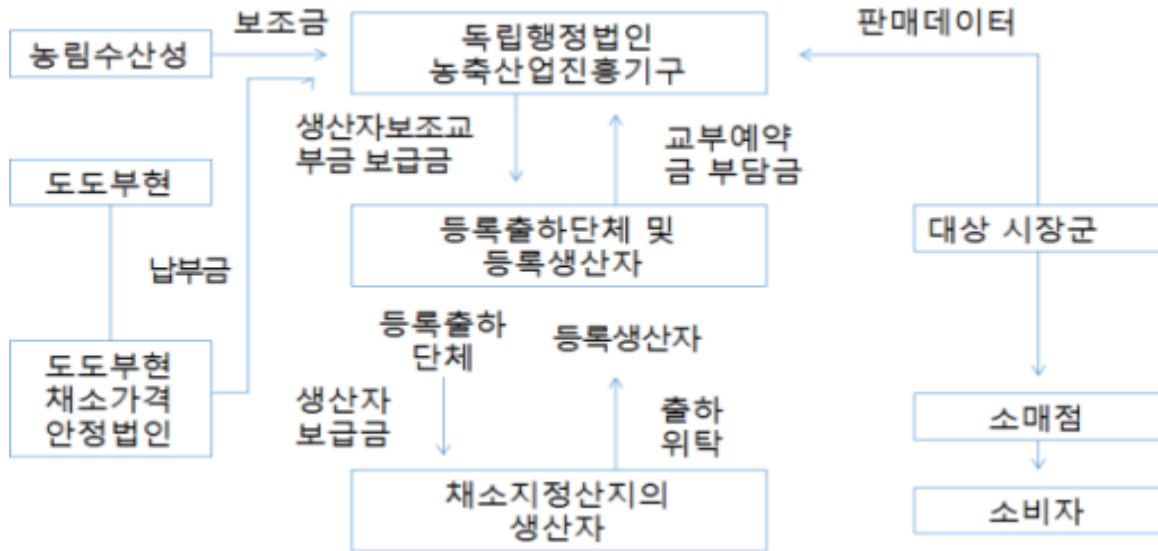 보조금
판매데이터
농림수산성
독립행정법인
농축산업진흥기구
생산자보조교
부금 보급금
교부예약
금 부담금
도도부현
등록출하단체 및
등록생산자
대상 시장군
납부금
등록출하
단체
등록생산자
도도부현
채소가격
안정법인
생산자
보급금
출하
위탁
소매점
채소지정산지의
생산자
소비자